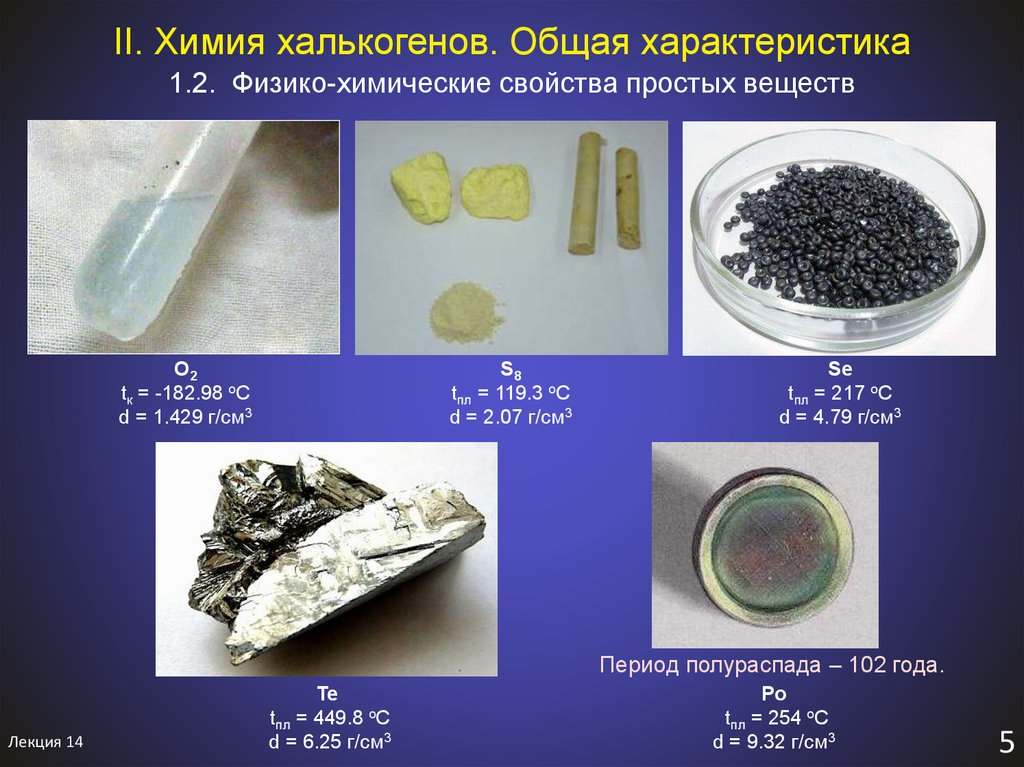 II. Химия халькогенов. Общая характеристика
1.2. Физико-химические свойства простых веществ
O2
tк = -182.98 oC
d = 1.429 г/см3
S8
tпл = 119.3 oC
d = 2.07 г/см3
Se
tпл = 217 oC
d = 4.79 г/см3
Период полураспада – 102 года.
Te
tпл = 449.8 oC
d = 6.25 г/см3
Po
tпл = 254 oC
d = 9.32 г/см3
Лекция 14
5